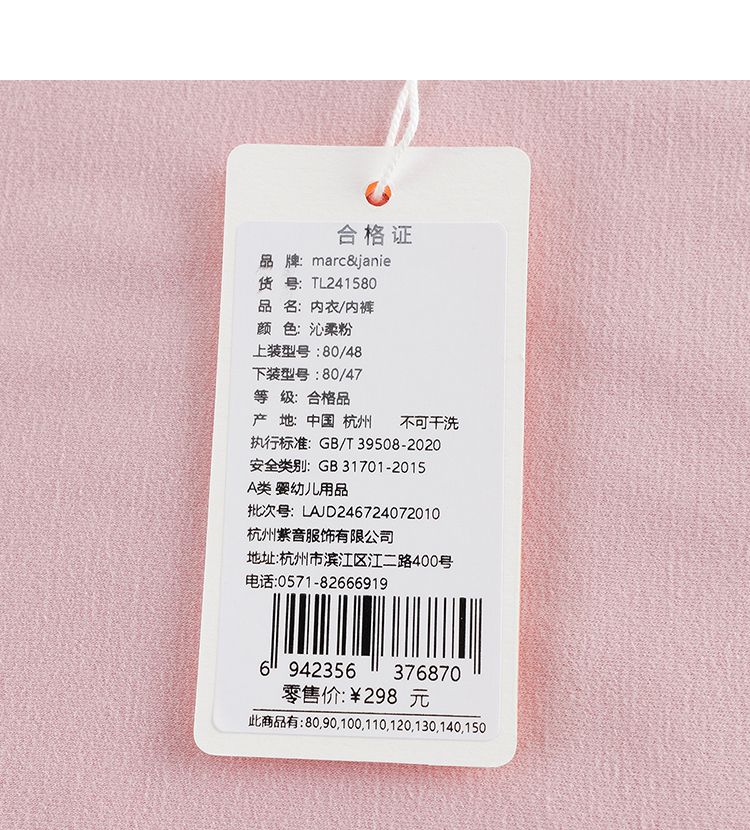 合格证
品 牌: marc&janie
货 号: TL241580
品 名: 内衣/内裤
颜 色: 沁柔粉
上装型号 :80/48
下装型号 :80/47
等 级: 合格品
产 地: 中国 杭州 不可干洗
执行标准: GB/T 39508-2020
安全类别: GB 31701-2015
A类 婴幼儿用品
批次号: LAJD246724072010
杭州紫音服饰有限公司
地址:杭州市滨江区江二路400号
电话:0571-82666919
6 942356 376870
零售价:¥298 元
此商品有:80,90,100,110,120,130,140,150